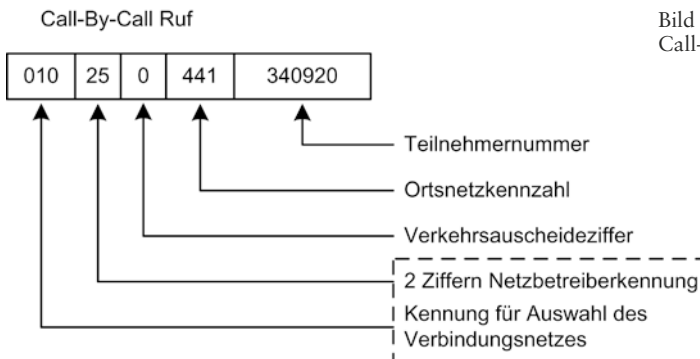 Call-By-Call Ruf
Bild
Call-
010 25 0 441 340920
Teilnehmernummer
Ortsnetzkennzahl
Verkehrsauscheideziffer
2 Ziffern Netzbetreiberkennung
Kennung für Auswahl des
Verbindungsnetzes